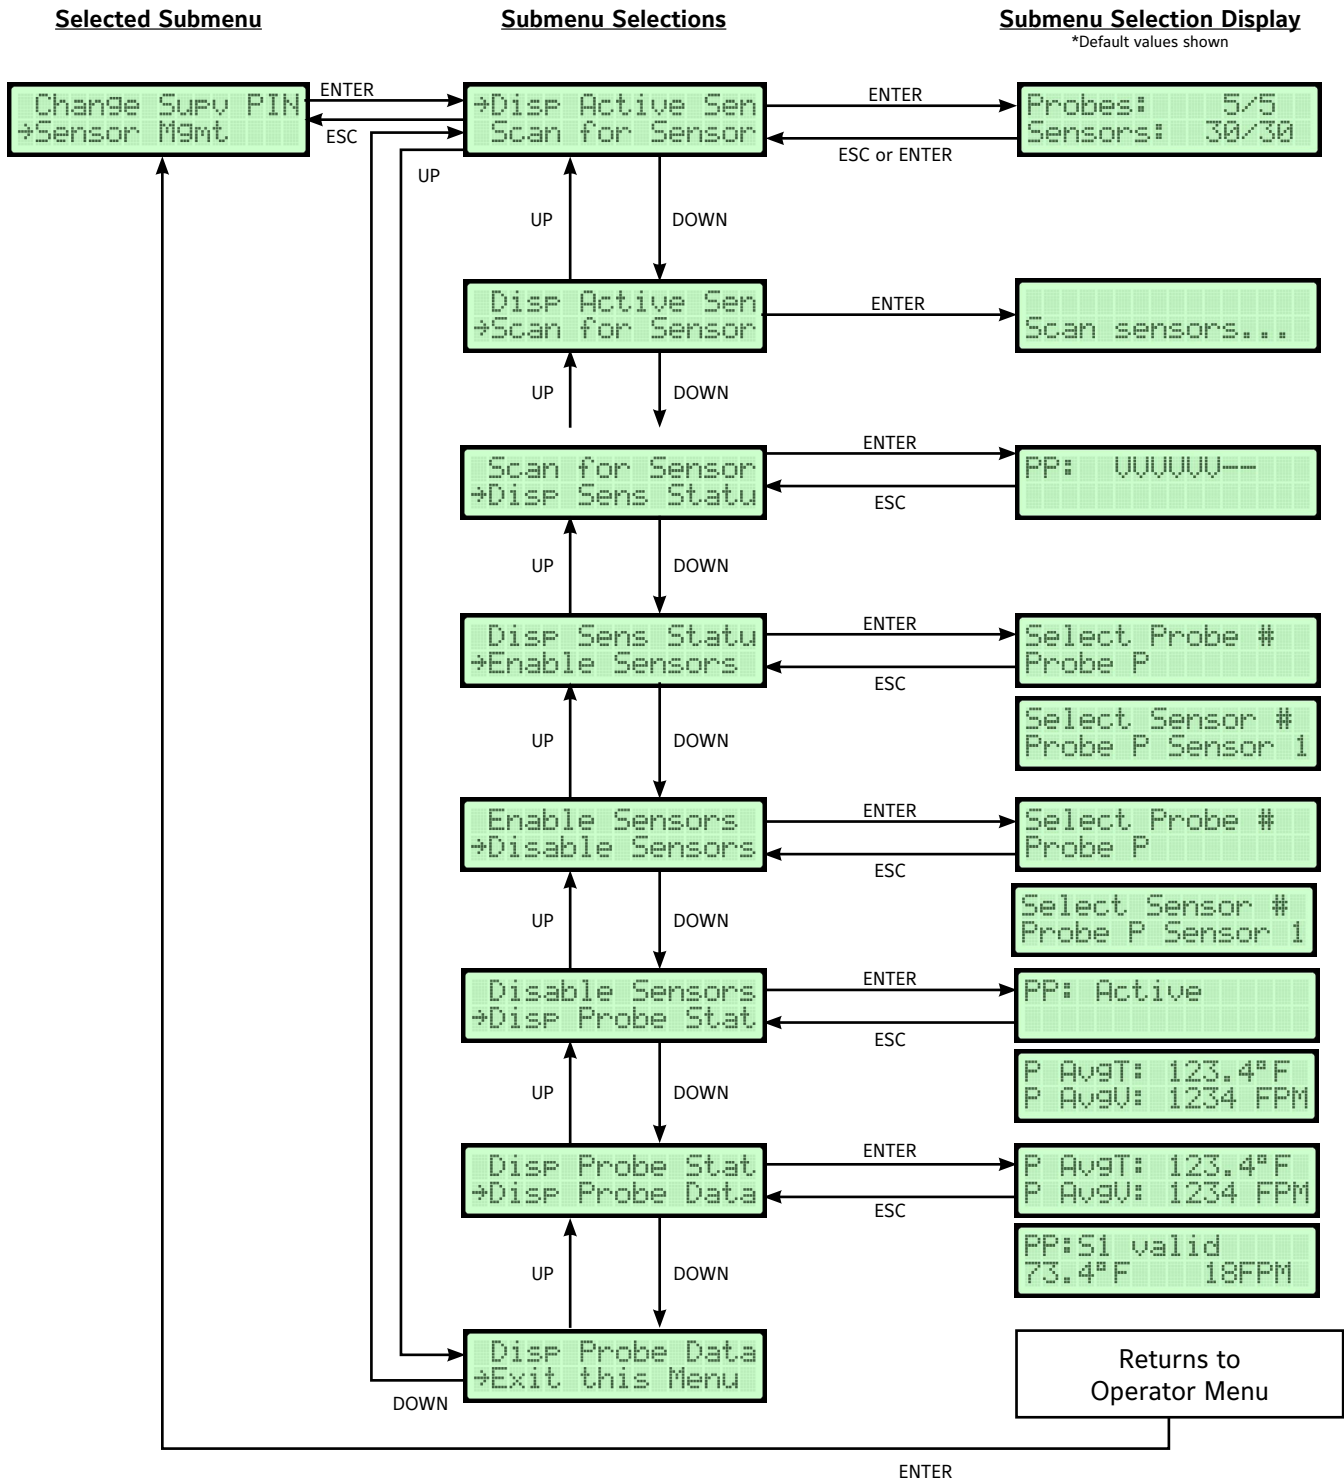 Selected Submenu
Submenu Selections
Submenu Selection Display
*Default values shown
Change Supv PIN
→Sensor Mgmt
ENTER
ESC
→Disp Active Sen
Scan for Sensor
ENTER
ESC or ENTER
Probes: 5/5
Sensors: 30/30
UP
UP
DOWN
Disp Active Sen
→Scan for Sensor
ENTER
Scan sensors...
UP
DOWN
Scan for Sensor
→Disp Sens Statu
ENTER
ESC
PP: VVVVVV--
UP
DOWN
Disp Sens Statu
→Enable Sensors
ENTER
ESC
Select Probe #
Probe P
Select Sensor #
Probe P Sensor 1
UP
DOWN
Enable Sensors
→Disable Sensors
ENTER
ESC
Select Probe #
Probe P
Select Sensor #
Probe P Sensor 1
UP
DOWN
Disable Sensors
→Disp Probe Stat
ENTER
ESC
PP: Active
P AvgT: 123.4°F
P AvgV: 1234 FPM
UP
DOWN
Disp Probe Stat
→Disp Probe Data
ENTER
ESC
P AvgT: 123.4°F
P AvgV: 1234 FPM
PP:S1 valid
73.4°F 18FPM
UP
DOWN
Disp Probe Data
→Exit this Menu
DOWN
Returns to
Operator Menu
ENTER